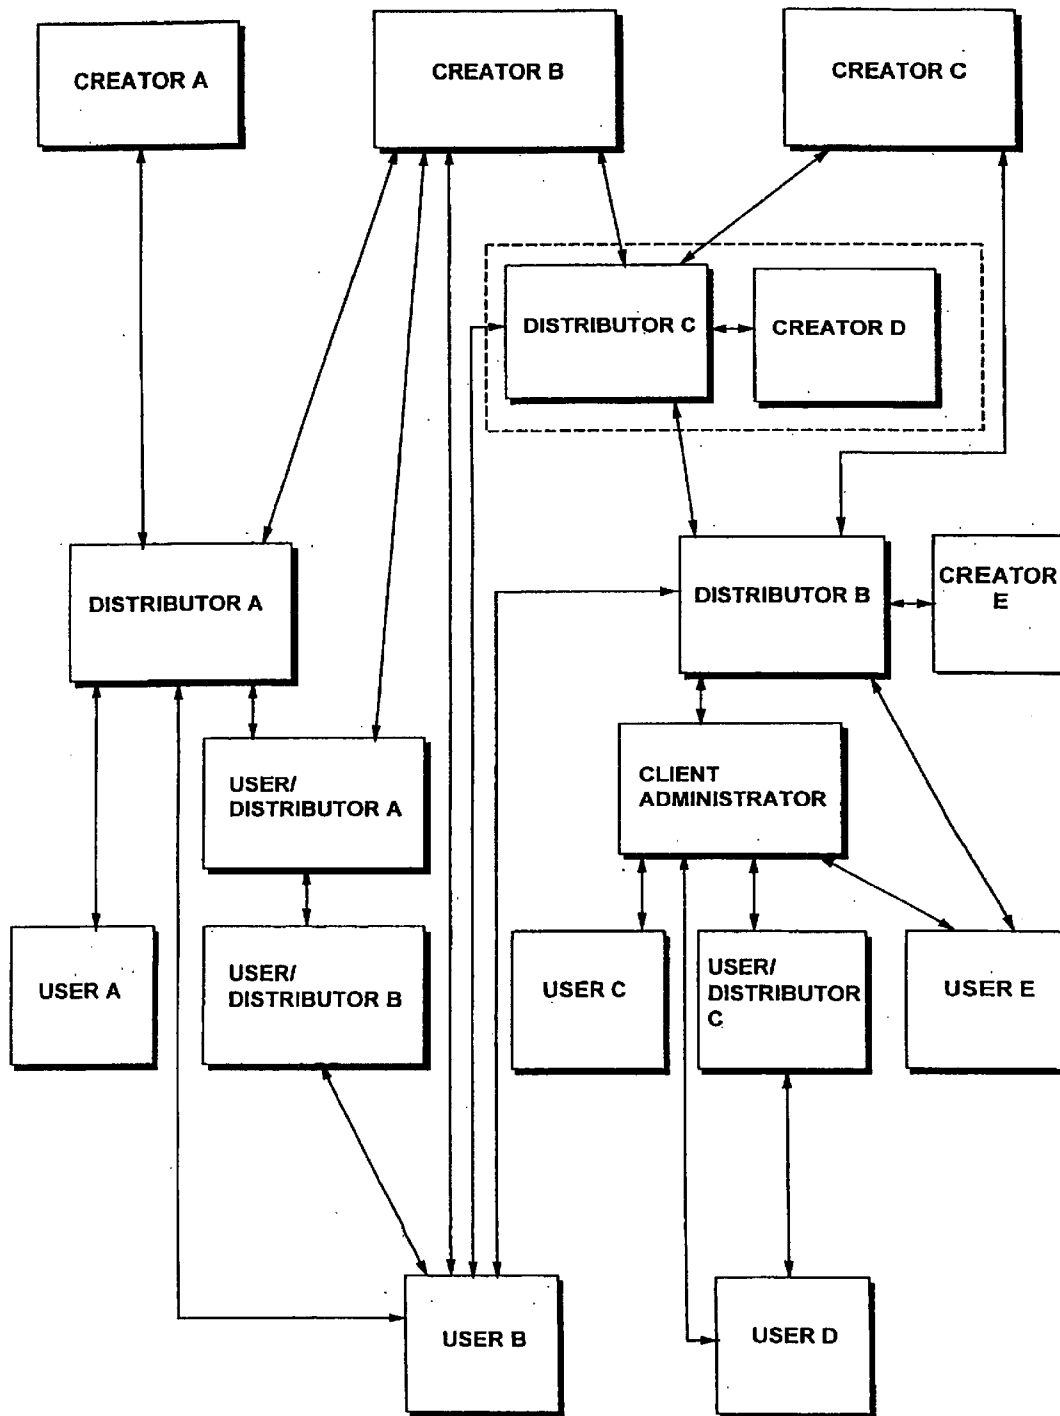 CREATOR A
CREATOR B
CREATOR C
DISTRIBUTOR C
CREATOR D
DISTRIBUTOR A
DISTRIBUTOR B
CREATOR
E
USER/
DISTRIBUTOR A
CLIENT
ADMINISTRATOR
USER A
USER/
DISTRIBUTOR B
USER C
USER/
DISTRIBUTOR
C
USER E
USER B
USER D